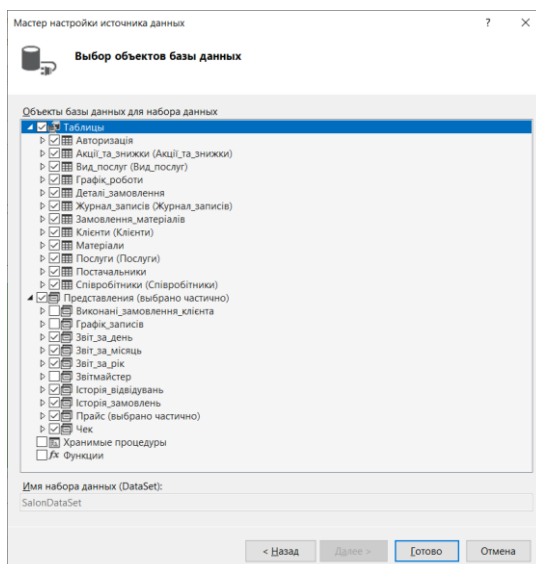 Мастер настройки источника данных ? ×
Выбор объектов базы данных
Объекты базы данных для набора данных
Таблицы
Авторизація
Акції_та_знижки (Акції_та_знижки)
Вид_послуг (Вид_послуг)
Графік_роботи
Деталі_замовлення
Журнал_записів (Журнал_записів)
Замовлення_матеріалів
Клієнти (Клієнти)
Матеріали
Послуги (Послуги)
Постачальники
Співробітники (Співробітники)
Представления (выбрано частично)
Виконані_замовлення_клієнта
Графік_записів
Звіт_за_день
Звіт_за_місяць
Звіт_за_рік
Звітмайстер
Історія_відвідувань
Історія_замовлень
Прайс (выбрано частично)
Чек
Хранимые процедуры
fx Функции
Имя набора данных (DataSet):
SalonDataSet
< Назад Далее > Готово Отмена